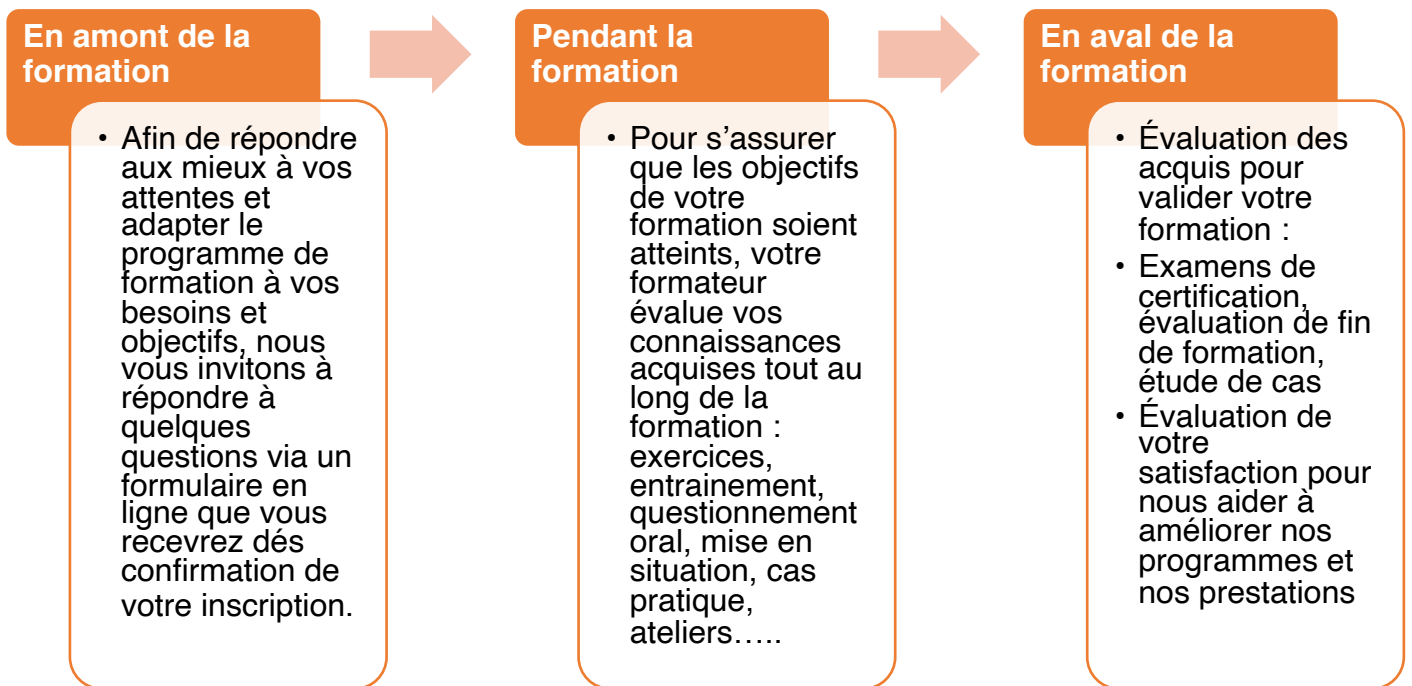 En amont de la
formation
• Afin de répondre
aux mieux à vos
attentes et
adapter le
programme de
formation à vos
besoins et
objectifs, nous
vous invitons à
répondre à
quelques
questions via un
formulaire en
ligne que vous
recevrez dés
confirmation de
votre inscription.
Pendant la
formation
• Pour s’assurer
que les objectifs
de votre
formation soient
atteints, votre
formateur
évalue vos
connaissances
acquises tout au
long de la
formation :
exercices,
entrainement,
questionnement
oral, mise en
situation, cas
pratique,
ateliers…..
En aval de la
formation
• Évaluation des
acquis pour
valider votre
formation :
• Examens de
certification,
évaluation de fin
de formation,
étude de cas
• Évaluation de
votre
satisfaction pour
nous aider à
améliorer nos
programmes et
nos prestations